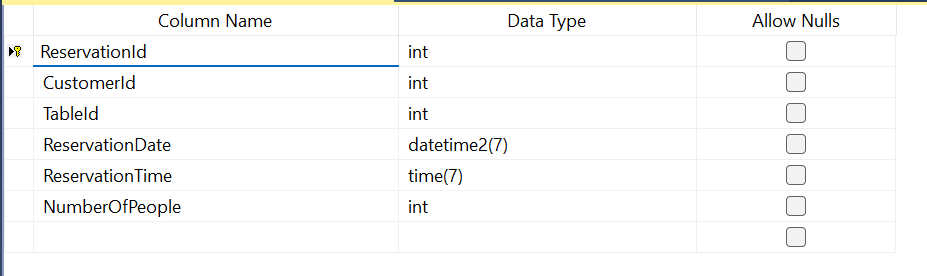 Column Name Data Type Allow Nulls
ReservationId int
CustomerId int
TableId int
ReservationDate datetime2(7)
ReservationTime time(7)
NumberOfPeople int